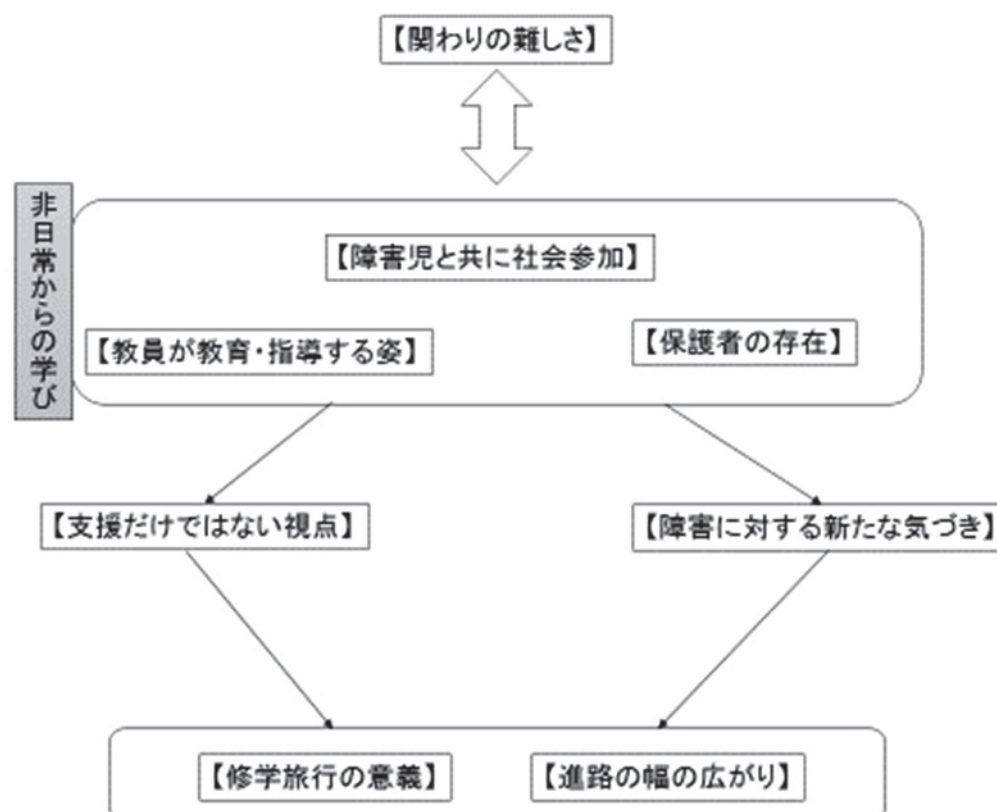 【関わりの難しさ】
非日常からの学び
【障害児と共に社会参加】
【教員が教育・指導する姿】
【保護者の存在】
【支援だけではない視点】
【障害に対する新たな気づき】
【修学旅行の意義】
【進路の幅の広がり】